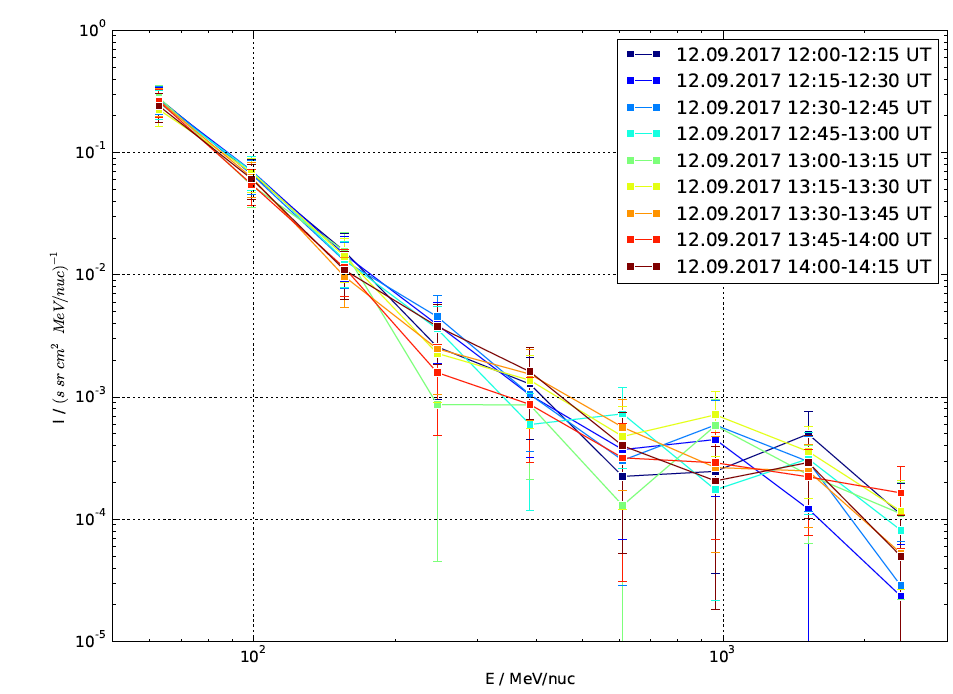 10^0
10^-1
10^-2
10^-3
10^-4
10^-5
I / (s sr cm^2 MeV/nuc)^-1
12.09.2017 12:00-12:15 UT
12.09.2017 12:15-12:30 UT
12.09.2017 12:30-12:45 UT
12.09.2017 12:45-13:00 UT
12.09.2017 13:00-13:15 UT
12.09.2017 13:15-13:30 UT
12.09.2017 13:30-13:45 UT
12.09.2017 13:45-14:00 UT
12.09.2017 14:00-14:15 UT
10^2 10^3
E / MeV/nuc